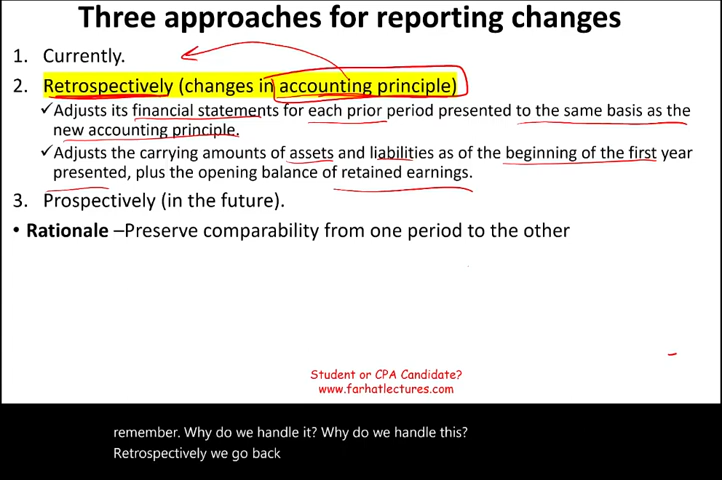 Three approaches for reporting changes
1. Currently.
2. Retrospectively (changes in accounting principle)
✓Adjusts its financial statements for each prior period presented to the same basis as the
new accounting principle.
✓Adjusts the carrying amounts of assets and liabilities as of the beginning of the first year
presented, plus the opening balance of retained earnings.
3. Prospectively (in the future).
• Rationale –Preserve comparability from one period to the other
Student or CPA Candidate?
www.farhatlectures.com
remember. Why do we handle it? Why do we handle this?
Retrospectively we go back